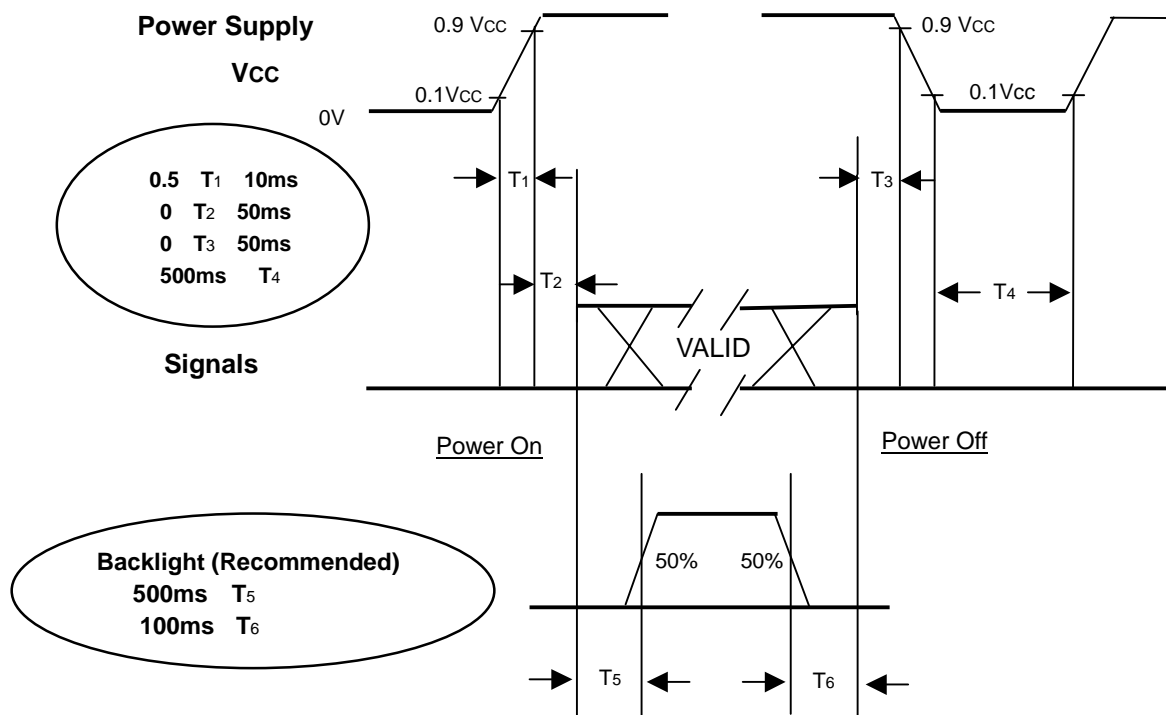 Power Supply
VCC
0.9 VCC
0.9 VCC
0.1VCC
0.1Vcc
0V
0.5 T1 10ms
0 T2 50ms
0 T3 50ms
500ms T4
T1
T3
T2
T4
VALID
Signals
Power On
Power Off
Backlight (Recommended)
500ms T5
100ms T6
50%
50%
T5
T6